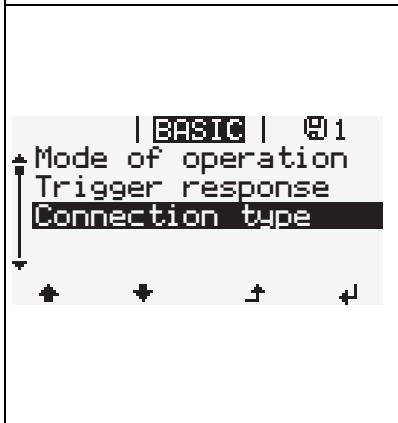 | BASIC | 1
Mode of operation
Trigger response
Connection type